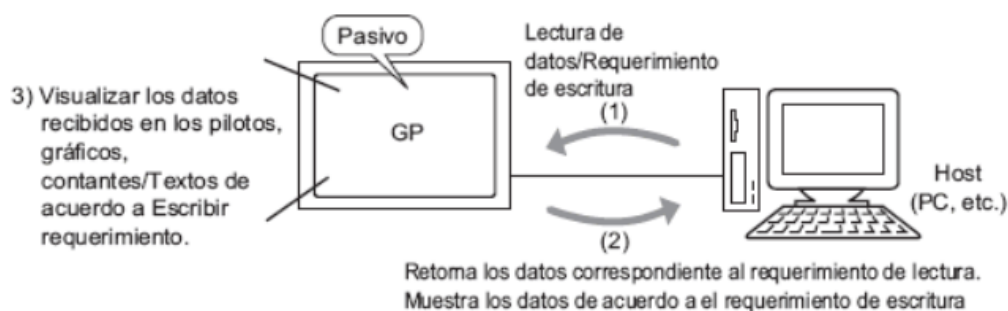 Pasivo
Lectura de
datos/Requerimiento
de escritura
(1)
3) Visualizar los datos
recibidos en los pilotos,
gráficos,
contantes/Textos de
acuerdo a Escribir
requerimiento.
GP
Host
(PC, etc.)
(2)
Retorna los datos correspondiente al requerimiento de lectura.
Muestra los datos de acuerdo a el requerimiento de escritura